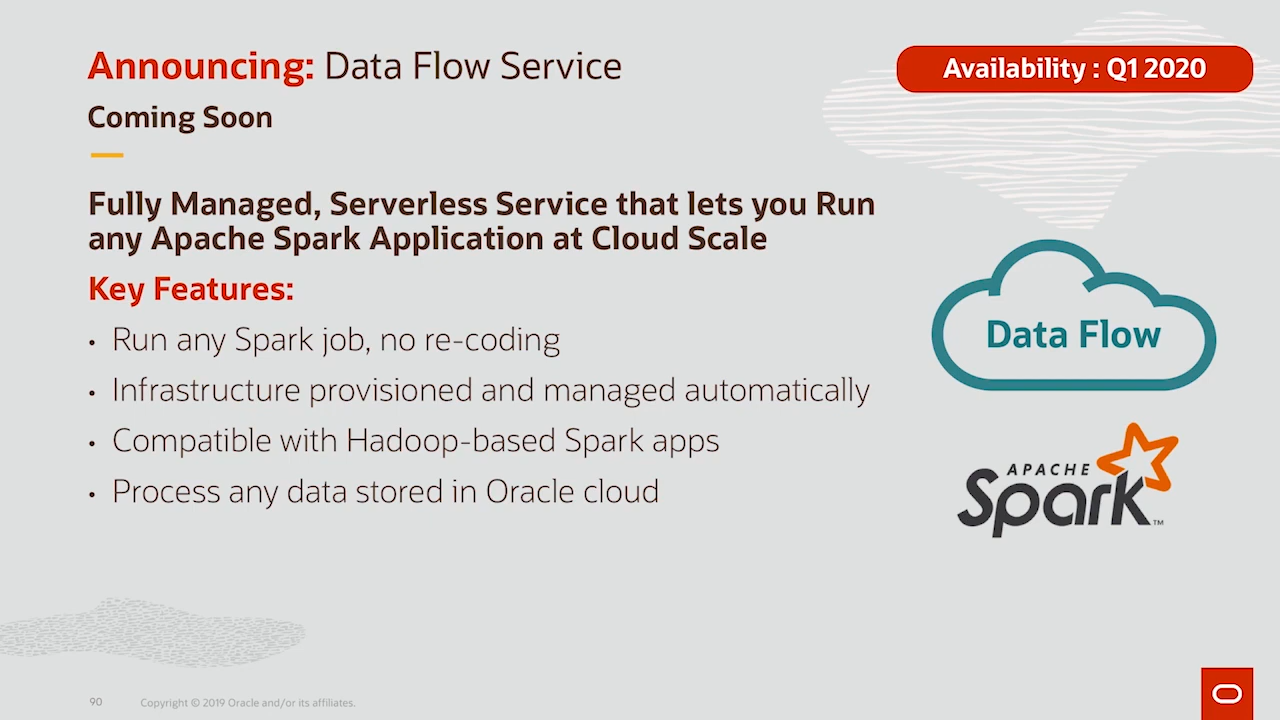 Announcing: Data Flow Service
Availability : Q1 2020
Coming Soon
Fully Managed, Serverless Service that lets you Run
any Apache Spark Application at Cloud Scale
Key Features:
• Run any Spark job, no re-coding
• Infrastructure provisioned and managed automatically
• Compatible with Hadoop-based Spark apps
• Process any data stored in Oracle cloud
Data Flow
APACHE
Spark™
90 Copyright © 2019 Oracle and/or its affiliates.